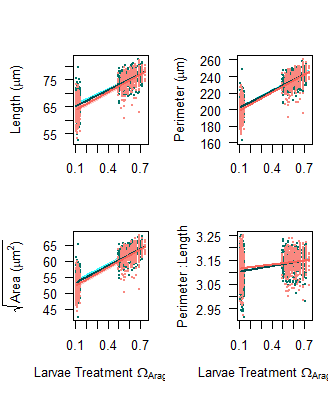 Length (μm)
75
65
55
0.1 0.4 0.7
Perimeter (μm)
260
240
220
200
180
160
0.1 0.4 0.7
√Area (μm²)
65
60
55
50
45
0.1 0.4 0.7
Larvae Treatment Ω Arag
Perimeter :Length
3.25
3.15
3.05
2.95
0.1 0.4 0.7
Larvae Treatment Ω Arag